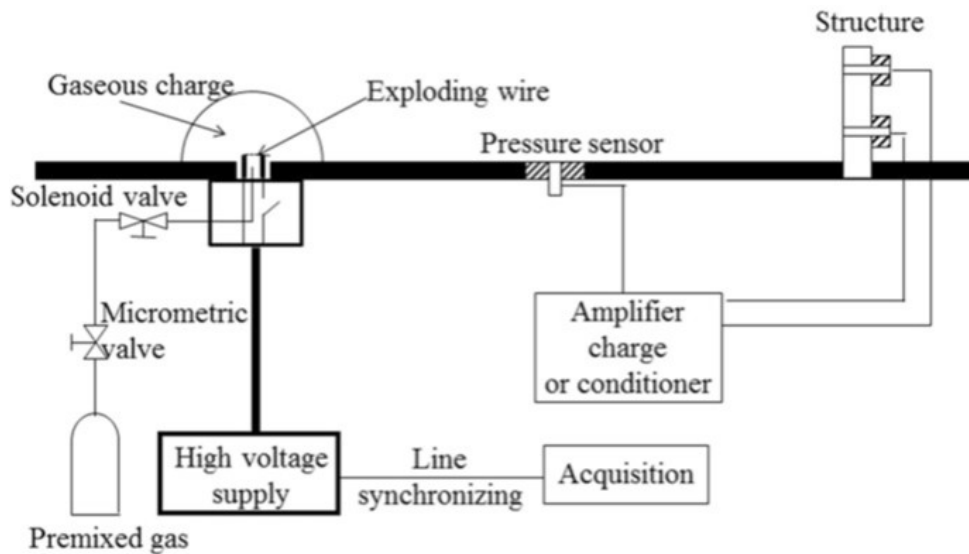 Structure
Gaseous charge
Exploding wire
Pressure sensor
Solenoid valve
Micrometric
valve
Amplifier
charge
or conditioner
High voltage
supply
Line
synchronizing
Acquisition
Premixed gas